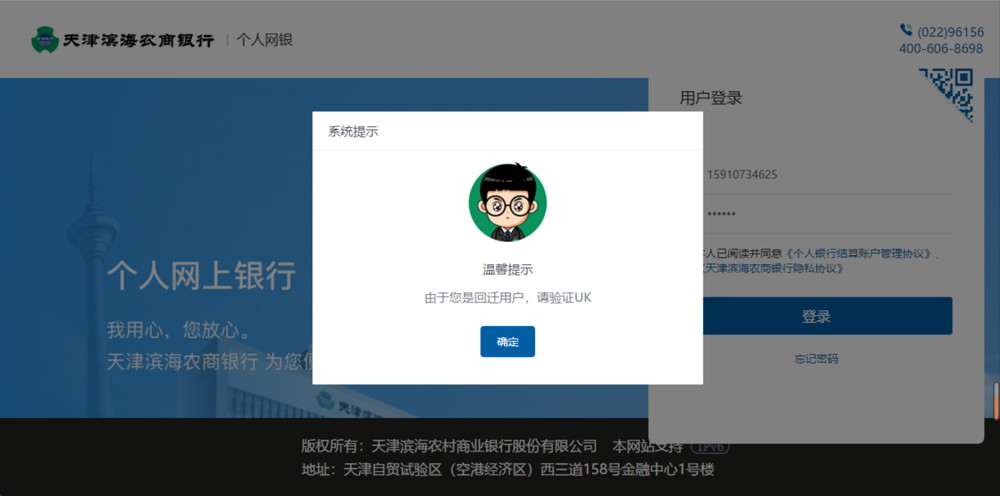 天津滨海农商银行 | 个人网银
(022)96156
400-606-8698
用户登录
系统提示
15910734625
••••••
人已阅读并同意《个人银行结算账户管理协议》、
《天津滨海农商银行隐私协议》
温馨提示
由于您是回迁用户，请验证UK
确定
登录
忘记密码
个人网上银行
我用心，您放心。
天津滨海农商银行 为您
版权所有：天津滨海农村商业银行股份有限公司 本网站支持 IPv6
地址：天津自贸试验区（空港经济区）西三道158号金融中心1号楼